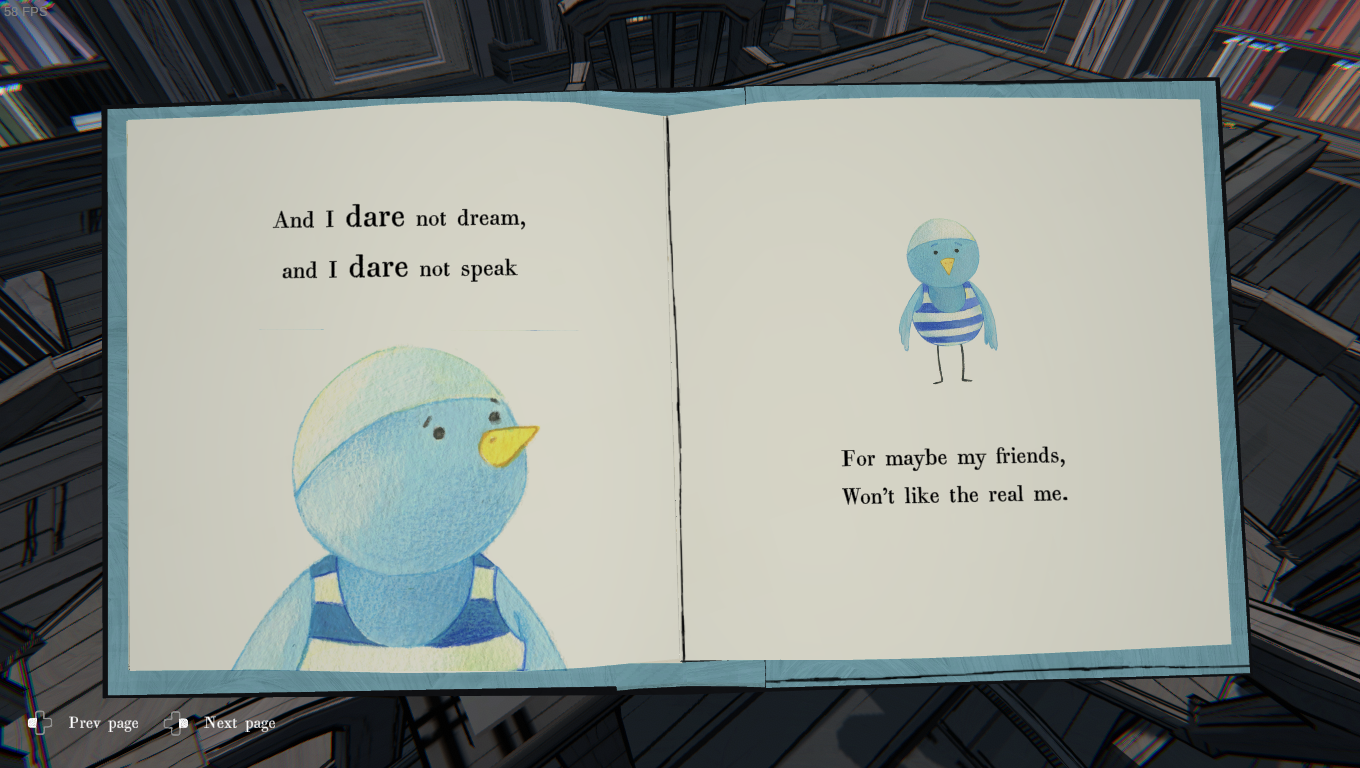 58 FPS
And I dare not dream,
and I dare not speak
For maybe my friends,
Won't like the real me.
Prev page
Next page